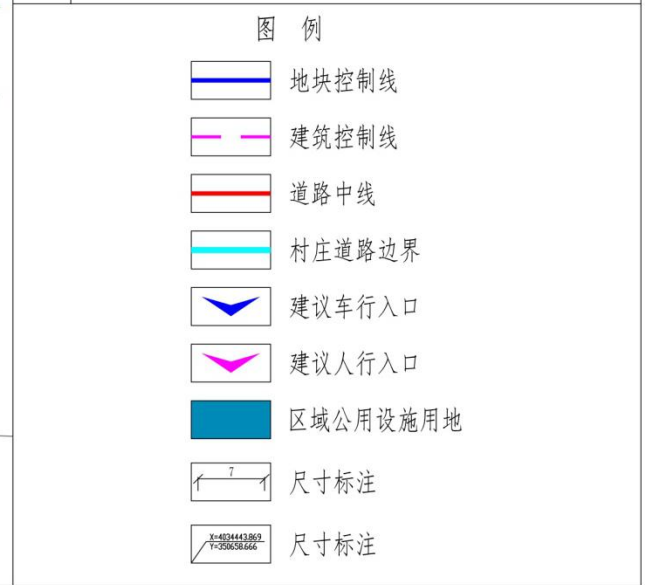 图 例
地块控制线
建筑控制线
道路中线
村庄道路边界
建议车行入口
建议人行入口
区域公用设施用地
7
尺寸标注
X=4034443.869
Y=350658.666
尺寸标注